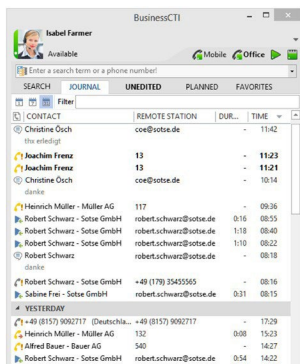 BusinessCTI
Isabel Farmer
Available
Mobile Office
Enter a search term or a phone number!
SEARCH JOURNAL UNEDITED PLANNED FAVORITES
Filter
CONTACT REMOTE STATION DUR... TIME
Christine Ösch coe@sotse.de - 11:42
thx erledigt
Joachim Frenz 13 - 11:23
Joachim Frenz 13 - 11:21
Christine Ösch coe@sotse.de - 10:14
danke
Heinrich Müller - Müller AG 117 - 09:36
Robert Schwarz - Sotse GmbH robert.schwarz@sotse.de 0:16 08:55
Robert Schwarz - Sotse GmbH robert.schwarz@sotse.de 1:18 08:40
Robert Schwarz - Sotse GmbH robert.schwarz@sotse.de 1:10 08:22
Robert Schwarz robert.schwarz@sotse.de - 08:18
danke
Robert Schwarz - Sotse GmbH +49 (179) 35455565 - 08:16
Sabine Frei - Sotse GmbH robert.schwarz@sotse.de 0:31 08:15
YESTERDAY
+49 (8157) 9092717 (Deutschla... +49 (8157) 9092717 - 17:29
Heinrich Müller - Müller AG 132 0:08 15:23
Alfred Bauer - Bauer AG 540 - 14:27
Robert Schwarz - Sotse GmbH robert.schwarz@sotse.de 0:54 14:22